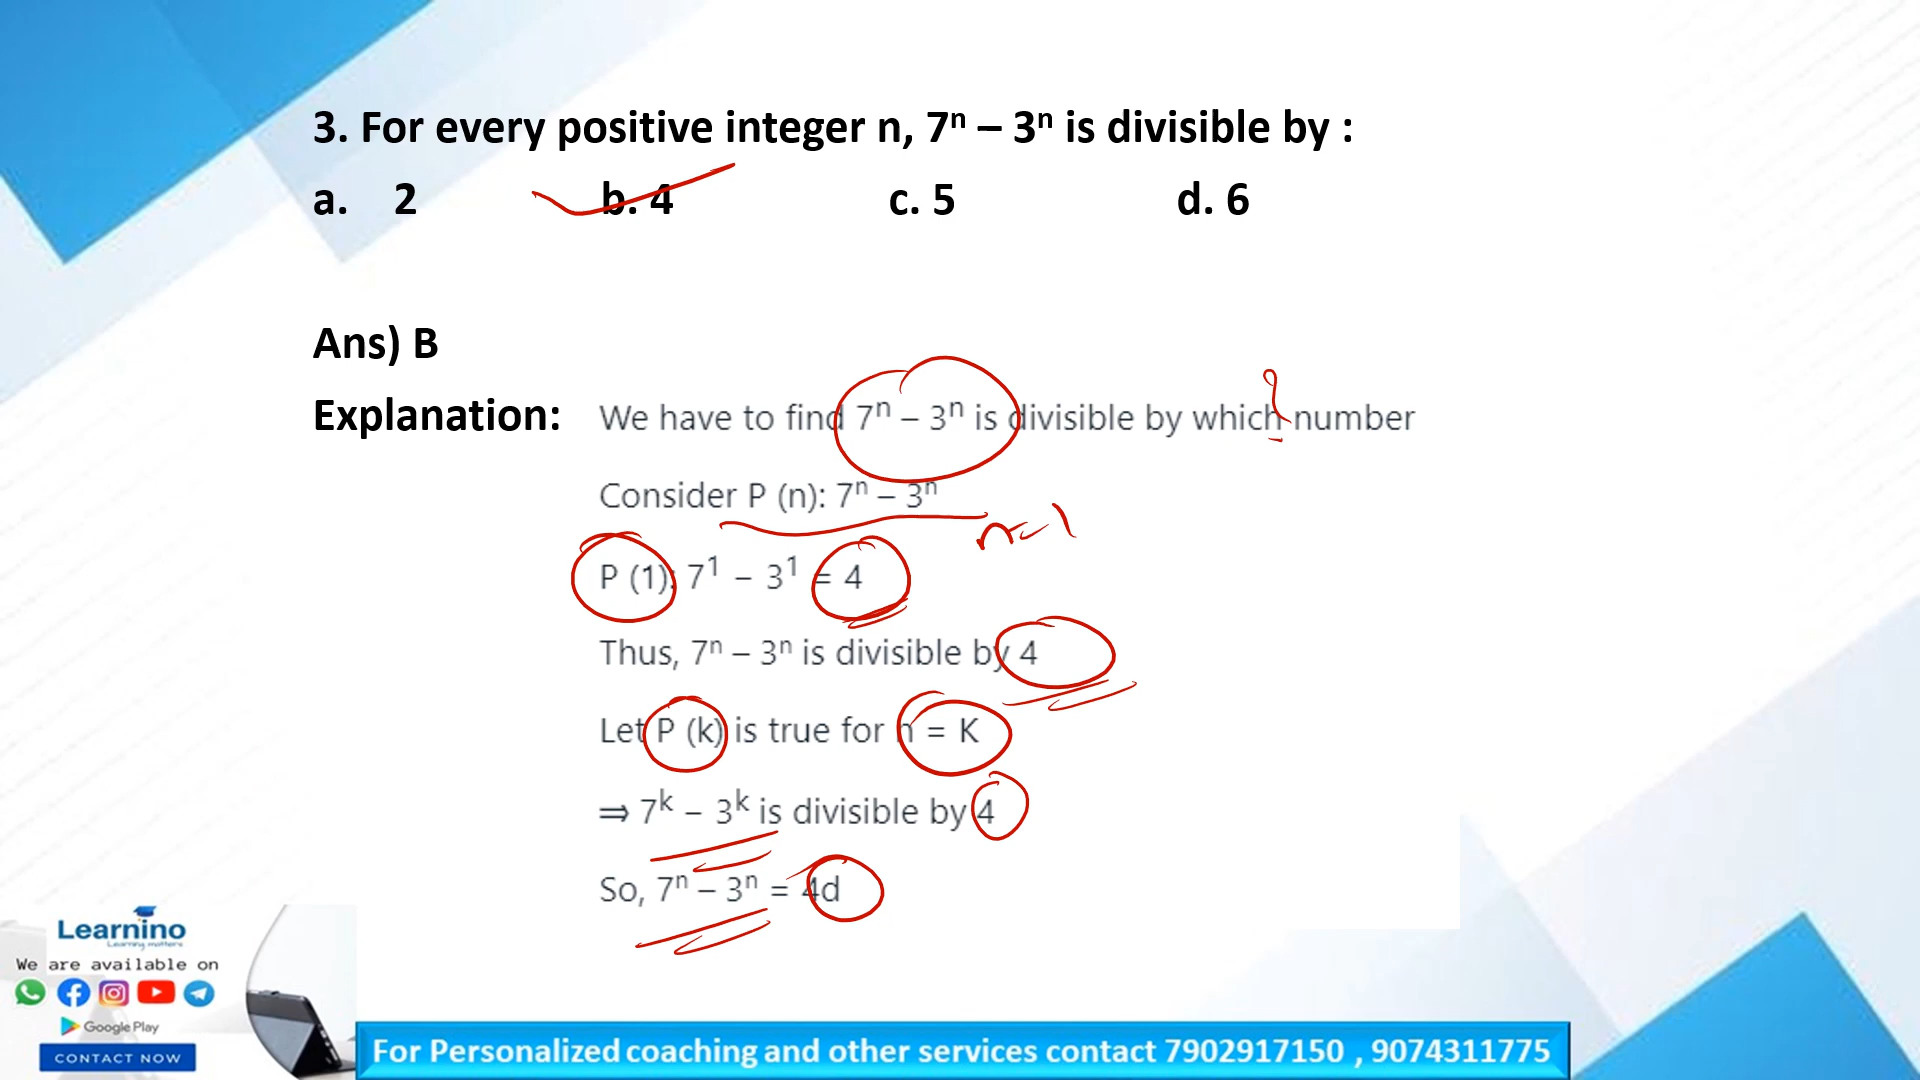 3. For every positive integer n, 7ⁿ – 3ⁿ is divisible by :
a. 2 b. 4 c. 5 d. 6
Ans) B
Explanation: We have to find 7ⁿ – 3ⁿ is divisible by which number
?
Consider P (n): 7ⁿ – 3ⁿ
n=1
P (1): 7¹ – 3¹ = 4
Thus, 7ⁿ – 3ⁿ is divisible by 4
Let P (k) is true for n = K
⇒ 7ᵏ – 3ᵏ is divisible by 4
So, 7ⁿ – 3ⁿ = 4d
Learnino
Learning matters
We are available on
Google Play
CONTACT NOW
For Personalized coaching and other services contact 7902917150 , 9074311775